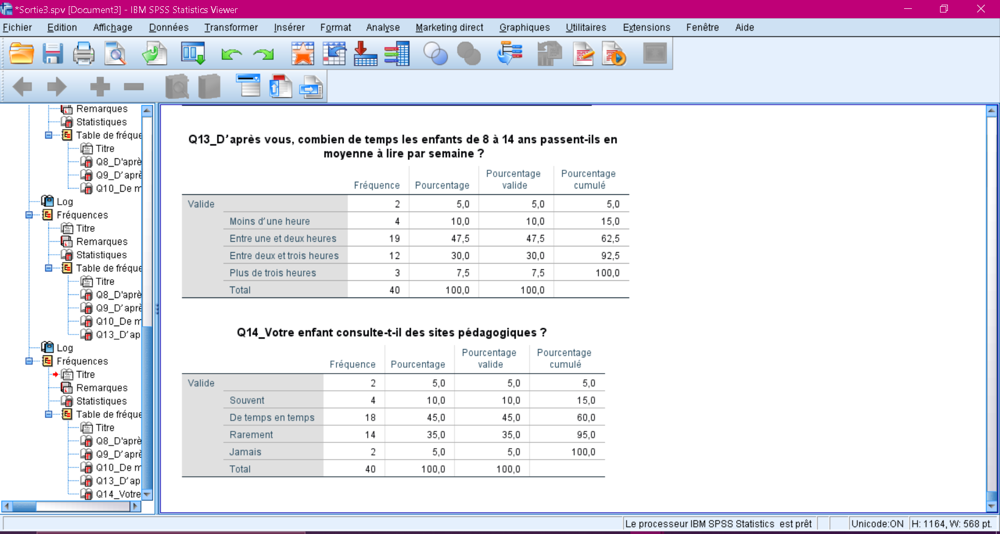 *Sortie3.spv [Document3] - IBM SPSS Statistics Viewer
Fichier Edition Affichage Données Transformer Insérer Format Analyse Marketing direct Graphiques Utilitaires Extensions Fenêtre Aide
Remarques
Statistiques
Table de fréque
Titre
Q8_D'aprè
Q9_D’aprè
Q10_De m
Log
Fréquences
Titre
Remarques
Statistiques
Table de fréque
Titre
Q8_D'aprè
Q9_D’aprè
Q10_De m
Q13_D’ap
Log
Fréquences
Titre
Remarques
Statistiques
Table de fréque
Titre
Q8_D'aprè
Q9_D’aprè
Q10_De m
Q13_D’ap
Q14_Votre
Q13_D’après vous, combien de temps les enfants de 8 à 14 ans passent-ils en
moyenne à lire par semaine ?
Fréquence Pourcentage Pourcentage valide Pourcentage cumulé
Valide 2 5,0 5,0 5,0
Moins d’une heure 4 10,0 10,0 15,0
Entre une et deux heures 19 47,5 47,5 62,5
Entre deux et trois heures 12 30,0 30,0 92,5
Plus de trois heures 3 7,5 7,5 100,0
Total 40 100,0 100,0
Q14_Votre enfant consulte-t-il des sites pédagogiques ?
Fréquence Pourcentage Pourcentage valide Pourcentage cumulé
Valide 2 5,0 5,0 5,0
Souvent 4 10,0 10,0 15,0
De temps en temps 18 45,0 45,0 60,0
Rarement 14 35,0 35,0 95,0
Jamais 2 5,0 5,0 100,0
Total 40 100,0 100,0
Le processeur IBM SPSS Statistics est prêt Unicode:ON H: 1164, W: 568 pt.